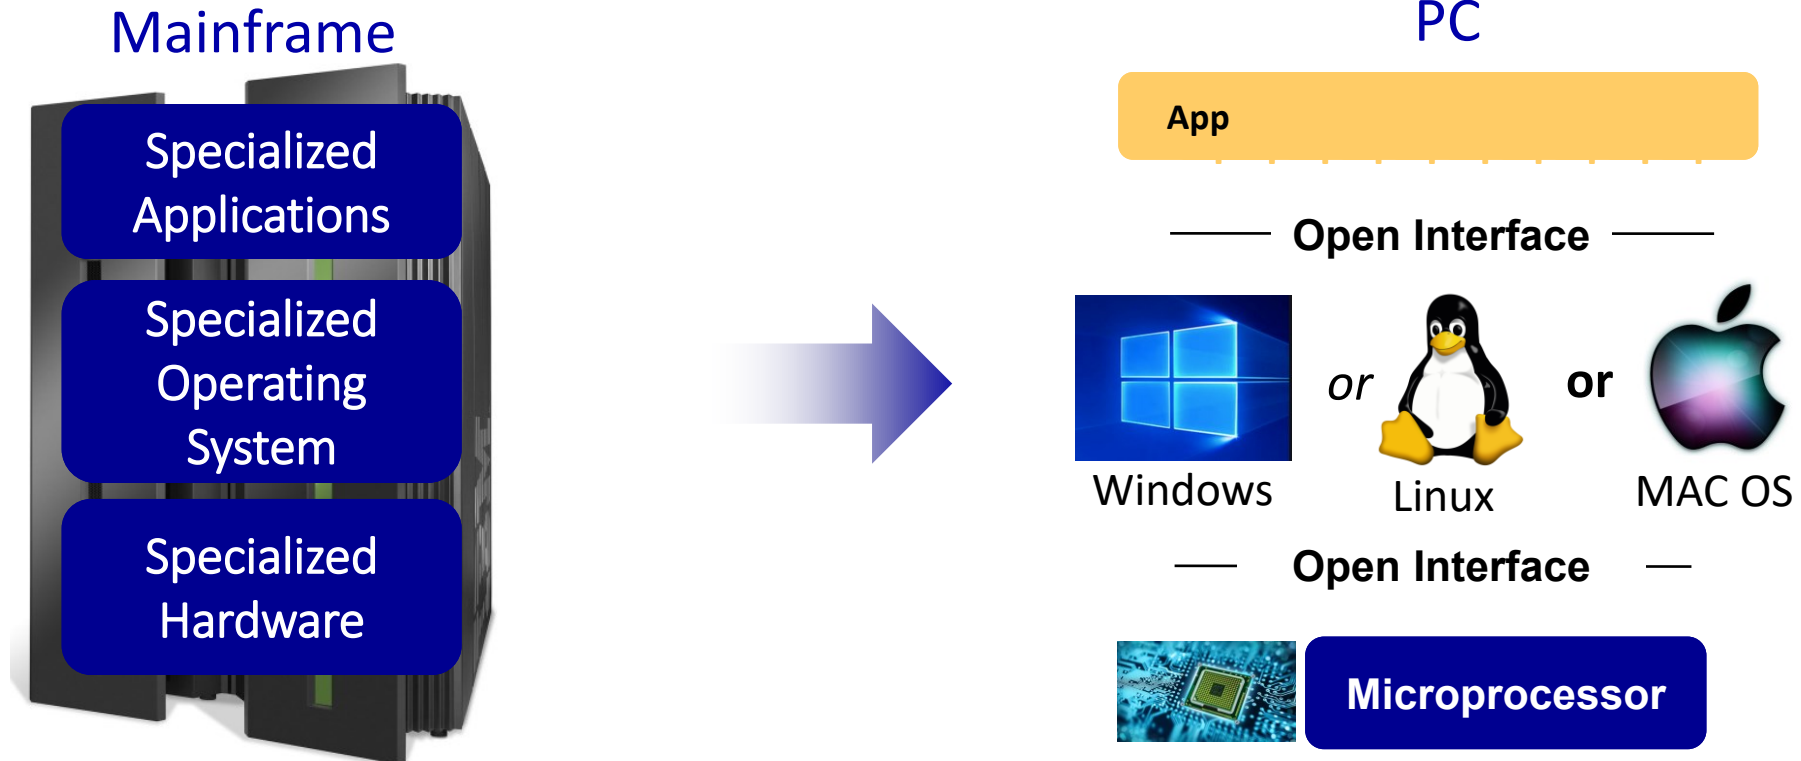 Mainframe
Specialized
Applications
Specialized
Operating
System
Specialized
Hardware
PC
App
Open Interface
or
or
Windows
Linux
MAC OS
Open Interface
Microprocessor